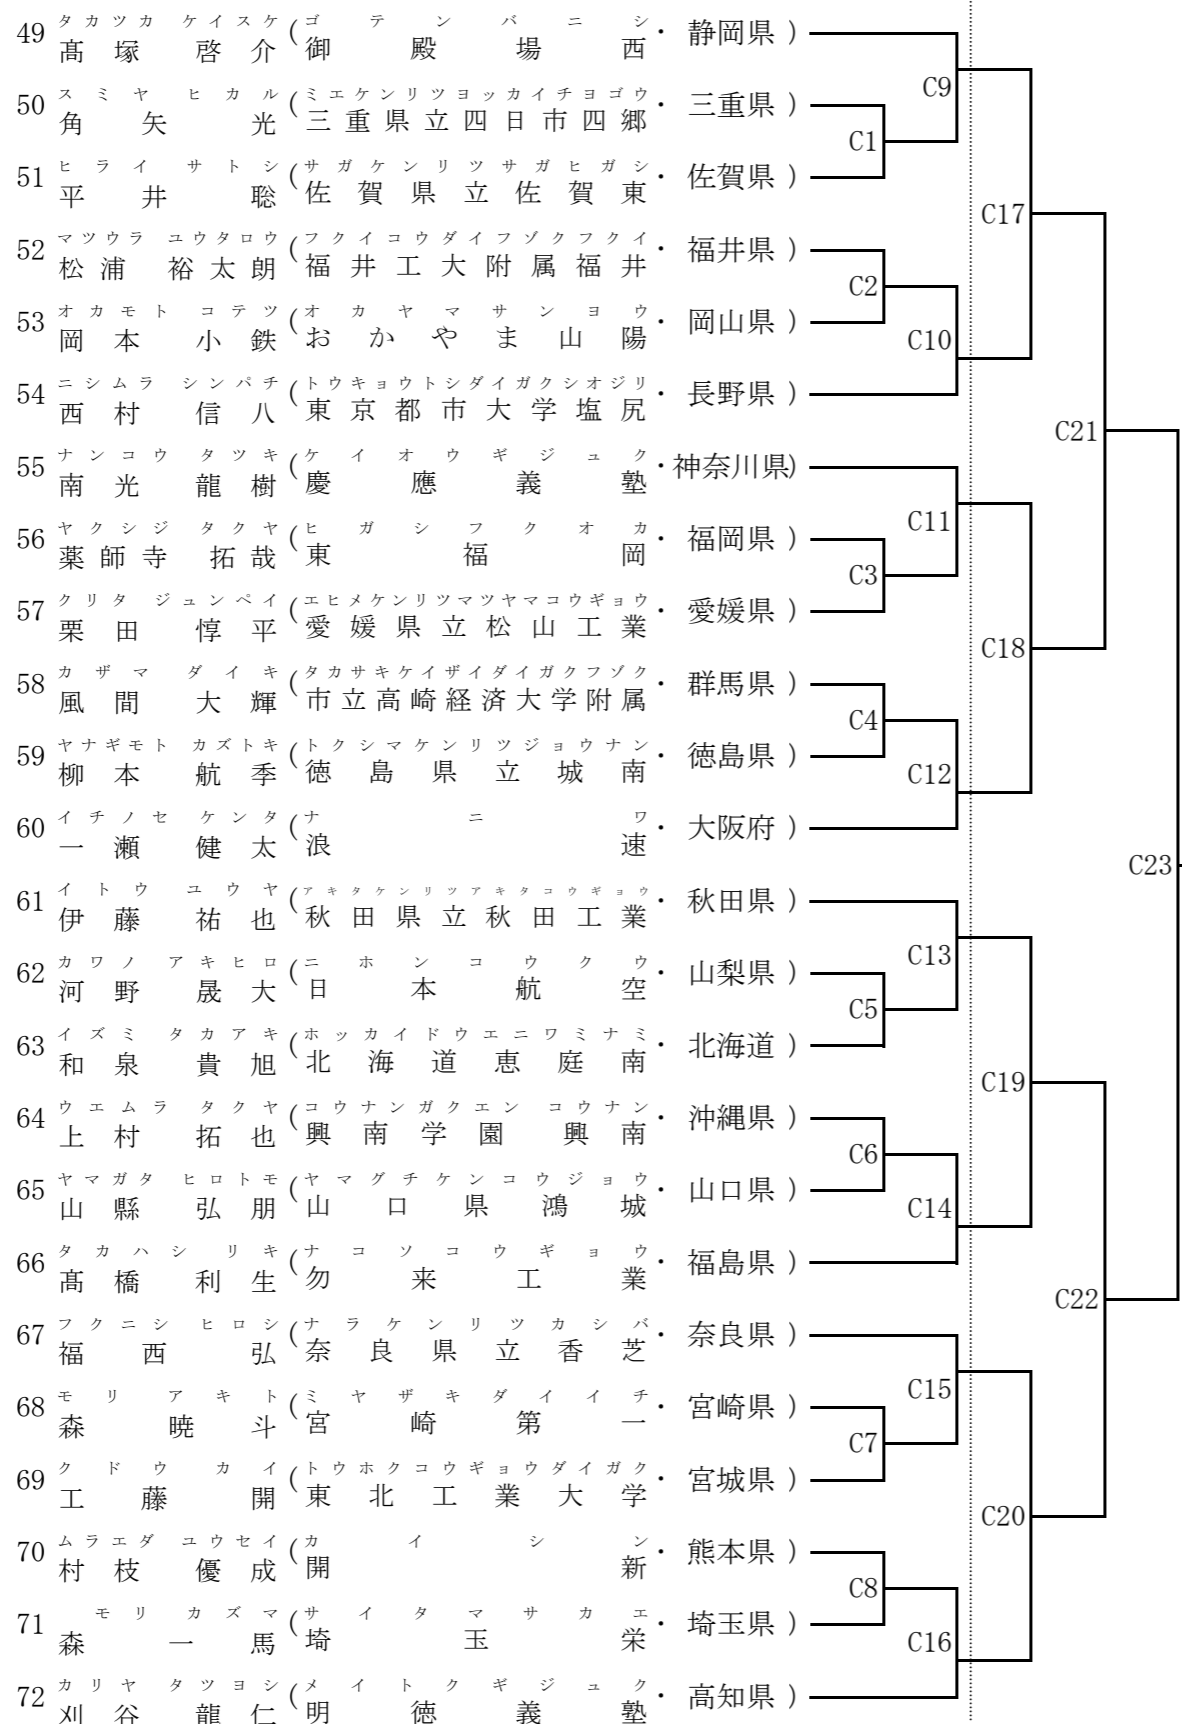 タカツカ ケイスケ ゴテンバニシ
49 髙塚 啓介 (御殿場西・静岡県)
スミヤ ヒカル ミエケンリツヨッカイチヨゴウ
50 角矢 光 (三重県立四日市四郷・三重県)
ヒライ サトシ サガケンリツサガヒガシ
51 平井 聡 (佐賀県立佐賀東・佐賀県)
マツウラ ユウタロウ フクイコウダイフゾクフクイ
52 松浦 裕太朗 (福井工大附属福井・福井県)
オカモト コテツ オカヤマサンヨウ
53 岡本 小鉄 (おかやま山陽・岡山県)
ニシムラ シンパチ トウキョウトシダイガクシオジリ
54 西村 信八 (東京都市大学塩尻・長野県)
ナンコウ タツキ ケイオウギジュク
55 南光 龍樹 (慶應義塾・神奈川県)
ヤクシジ タクヤ ヒガシフクオカ
56 薬師寺 拓哉 (東福岡・福岡県)
クリタ ジュンペイ エヒメケンリツマツヤマコウギョウ
57 栗田 惇平 (愛媛県立松山工業・愛媛県)
カザマ ダイキ タカサキケイザイダイガクフゾク
58 風間 大輝 (市立高崎経済大学附属・群馬県)
ヤナギモト カズトキ トクシマケンリツジョウナン
59 柳本 航季 (徳島県立城南・徳島県)
イチノセ ケンタ ナニワ
60 一瀬 健太 (浪速・大阪府)
イトウ ユウヤ アキタケンリツアキタコウギョウ
61 伊藤 祐也 (秋田県立秋田工業・秋田県)
カワノ アキヒロ ニホンコウクウ
62 河野 晟大 (日本航空・山梨県)
イズミ タカアキ ホッカイドウエニワミナミ
63 和泉 貴旭 (北海道恵庭南・北海道)
ウエムラ タクヤ コウナンガクエン コウナン
64 上村 拓也 (興南学園 興南・沖縄県)
ヤマガタ ヒロトモ ヤマグチケンコウジョウ
65 山縣 弘朋 (山口県鴻城・山口県)
タカハシ リキ ナコソコウギョウ
66 髙橋 利生 (勿来工業・福島県)
フクニシ ヒロシ ナラケンリツカシバ
67 福西 弘 (奈良県立香芝・奈良県)
モリ アキト ミヤザキダイイチ
68 森 暁斗 (宮崎第一・宮崎県)
クドウ カイ トウホクコウギョウダイガク
69 工藤 開 (東北工業大学・宮城県)
ムラエダ ユウセイ カイシン
70 村枝 優成 (開新・熊本県)
モリ カズマ サイタマサカエ
71 森 一馬 (埼玉栄・埼玉県)
カリヤ タツヨシ メイトクギジュク
72 刈谷 龍仁 (明徳義塾・高知県)
C1
C2
C3
C4
C5
C6
C7
C8
C9
C10
C11
C12
C13
C14
C15
C16
C17
C18
C19
C20
C21
C22
C23